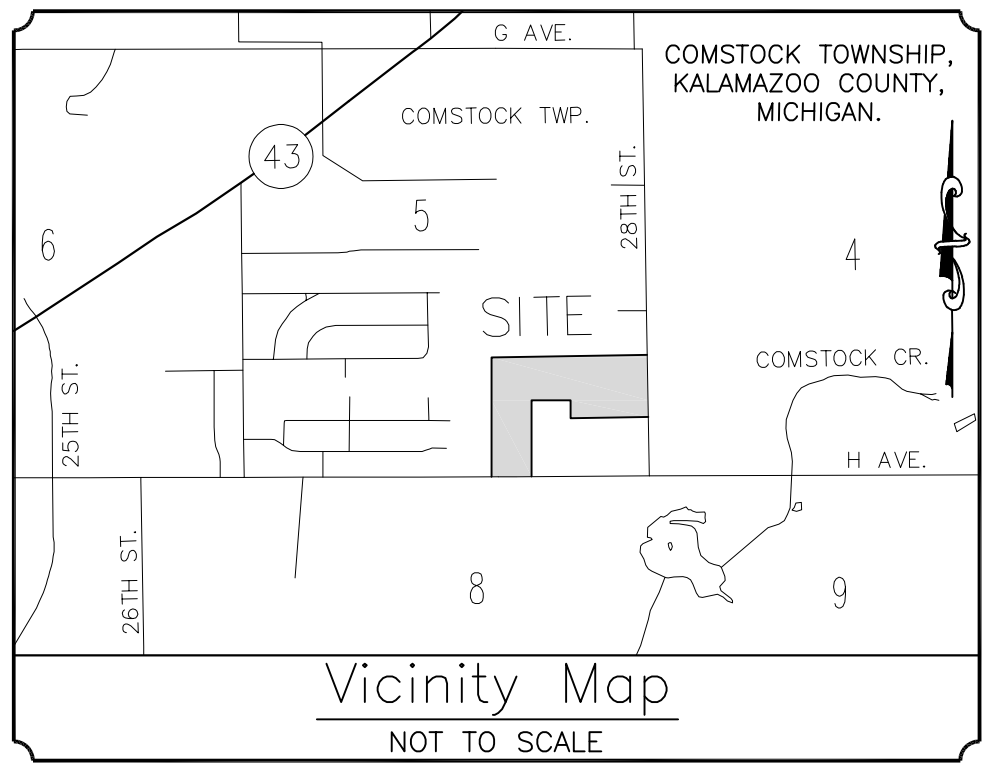 G AVE.
COMSTOCK TOWNSHIP,
KALAMAZOO COUNTY,
MICHIGAN.
COMSTOCK TWP.
43
28TH ST.
5
6
4
SITE
COMSTOCK CR.
25TH ST.
H AVE.
26TH ST.
8
9
Vicinity Map
NOT TO SCALE